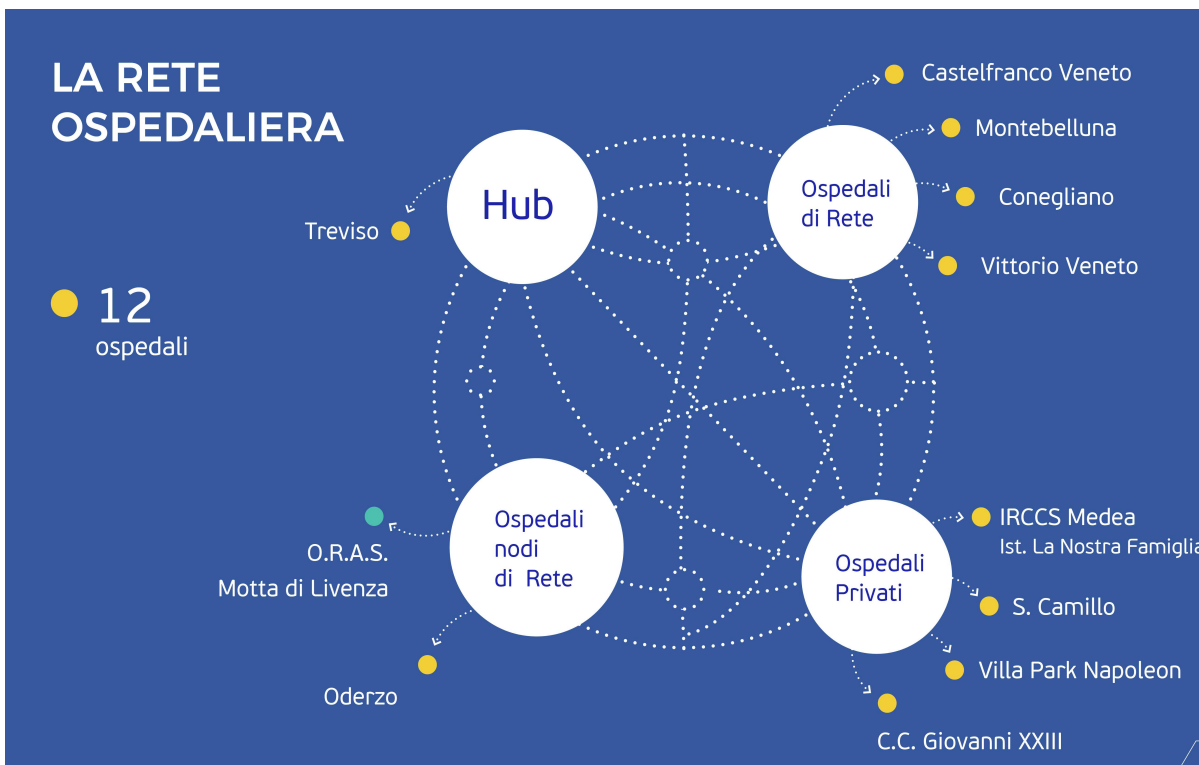 LA RETE
OSPEDALIERA
12
ospedali
Hub
Treviso
Ospedali
di Rete
Castelfranco Veneto
Montebelluna
Conegliano
Vittorio Veneto
Ospedali
nodi
di Rete
O.R.A.S.
Motta di Livenza
Oderzo
Ospedali
Privati
IRCCS Medea
Ist. La Nostra Famiglia
S. Camillo
Villa Park Napoleon
C.C. Giovanni XXIII